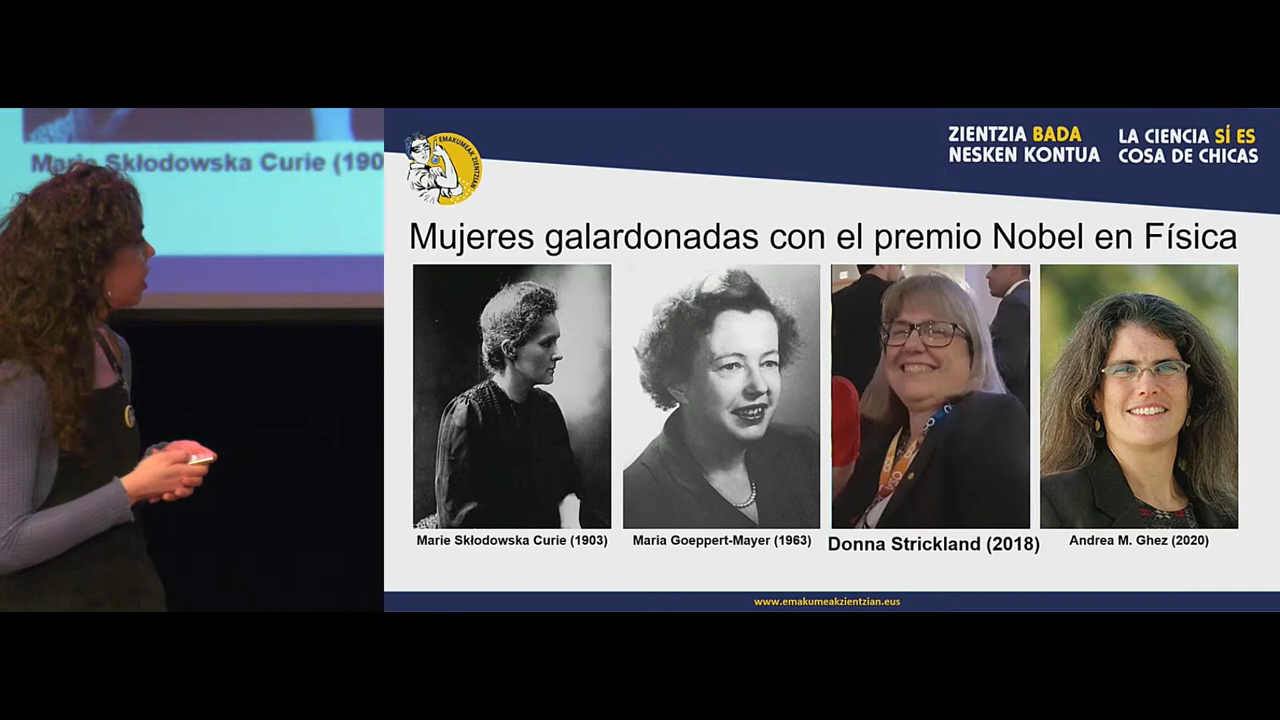 Marie Skłodowska Curie (190
EMAKUMEAK ZIENTZIAN
ZIENTZIA BADA
NESKEN KONTUA
LA CIENCIA SÍ ES
COSA DE CHICAS
Mujeres galardonadas con el premio Nobel en Física
Marie Skłodowska Curie (1903)
Maria Goeppert-Mayer (1963)
Donna Strickland (2018)
Andrea M. Ghez (2020)
www.emakumeakzientzian.eus